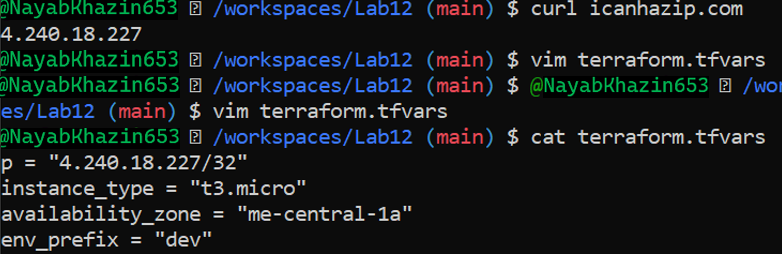 @NayabKhazin653 ▯ /workspaces/Lab12 (main) $ curl icanhazip.com
4.240.18.227
@NayabKhazin653 ▯ /workspaces/Lab12 (main) $ vim terraform.tfvars
@NayabKhazin653 ▯ /workspaces/Lab12 (main) $ @NayabKhazin653 ▯ /wor
es/Lab12 (main) $ vim terraform.tfvars
@NayabKhazin653 ▯ /workspaces/Lab12 (main) $ cat terraform.tfvars
p = "4.240.18.227/32"
instance_type = "t3.micro"
availability_zone = "me-central-1a"
env_prefix = "dev"